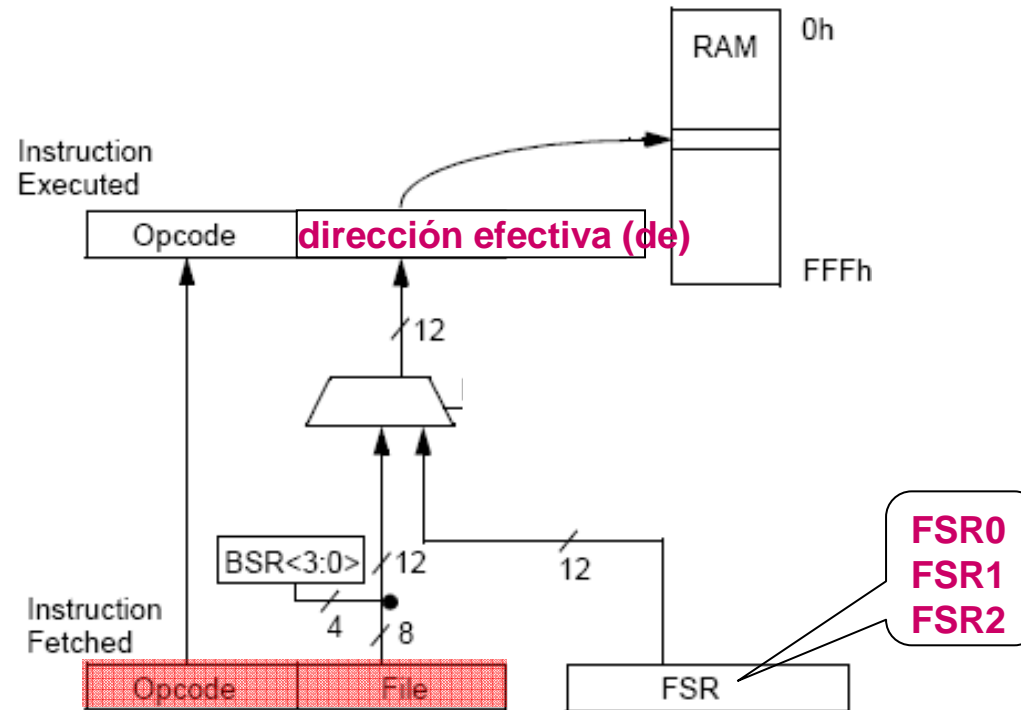 RAM
0h
FFFh
Instruction
Executed
Opcode
dirección efectiva (de)
12
BSR<3:0>
12
4
8
12
FSR0
FSR1
FSR2
Instruction
Fetched
Opcode
File
FSR